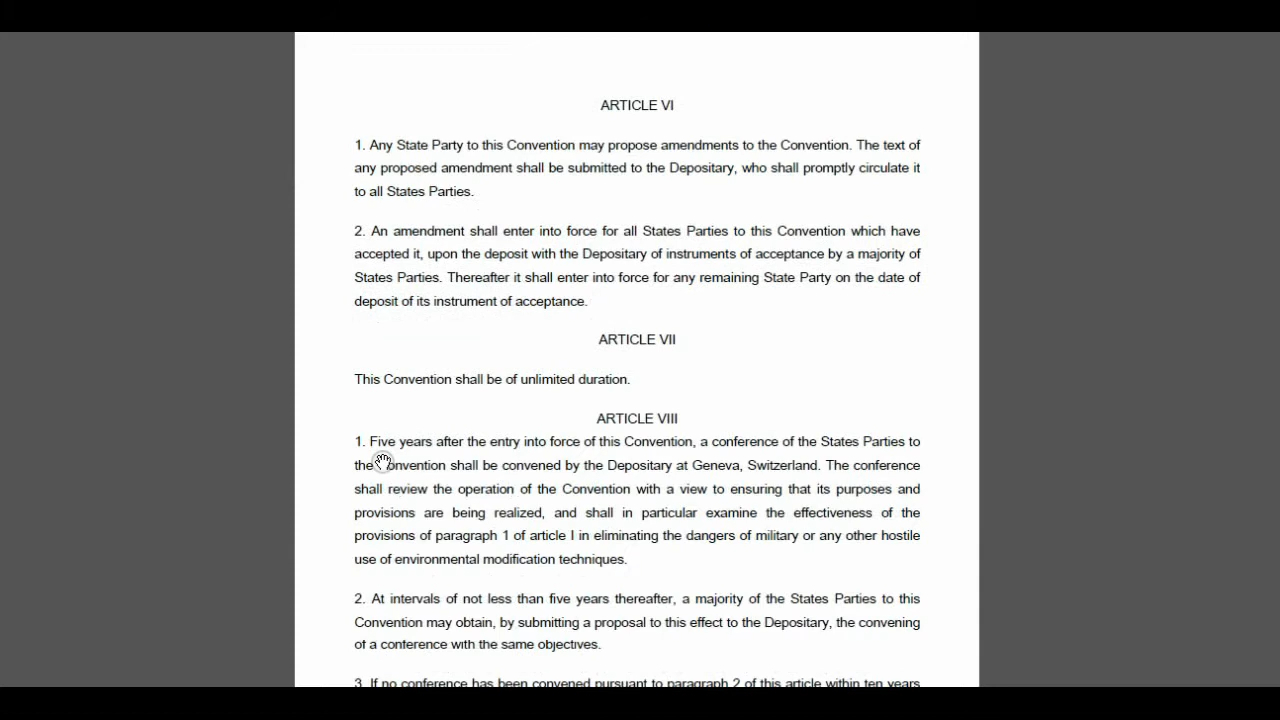 ARTICLE VI
1. Any State Party to this Convention may propose amendments to the Convention. The text of
any proposed amendment shall be submitted to the Depositary, who shall promptly circulate it
to all States Parties.
2. An amendment shall enter into force for all States Parties to this Convention which have
accepted it, upon the deposit with the Depositary of instruments of acceptance by a majority of
States Parties. Thereafter it shall enter into force for any remaining State Party on the date of
deposit of its instrument of acceptance.
ARTICLE VII
This Convention shall be of unlimited duration.
ARTICLE VIII
1. Five years after the entry into force of this Convention, a conference of the States Parties to
the Convention shall be convened by the Depositary at Geneva, Switzerland. The conference
shall review the operation of the Convention with a view to ensuring that its purposes and
provisions are being realized, and shall in particular examine the effectiveness of the
provisions of paragraph 1 of article I in eliminating the dangers of military or any other hostile
use of environmental modification techniques.
2. At intervals of not less than five years thereafter, a majority of the States Parties to this
Convention may obtain, by submitting a proposal to this effect to the Depositary, the convening
of a conference with the same objectives.
3. If no conference has been convened pursuant to paragraph 2 of this article within ten years